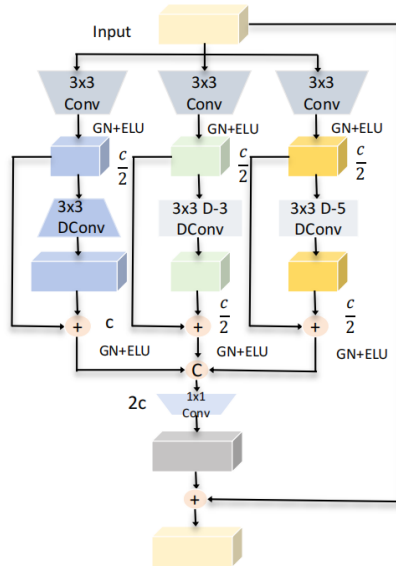 Input
3x3
Conv
3x3
Conv
3x3
Conv
GN+ELU
GN+ELU
GN+ELU
c
2
c
2
c
2
3x3
DConv
3x3 D-3
DConv
3x3 D-5
DConv
+
c
+
c
2
+
c
2
GN+ELU
GN+ELU
GN+ELU
C
2c
1x1
Conv
+